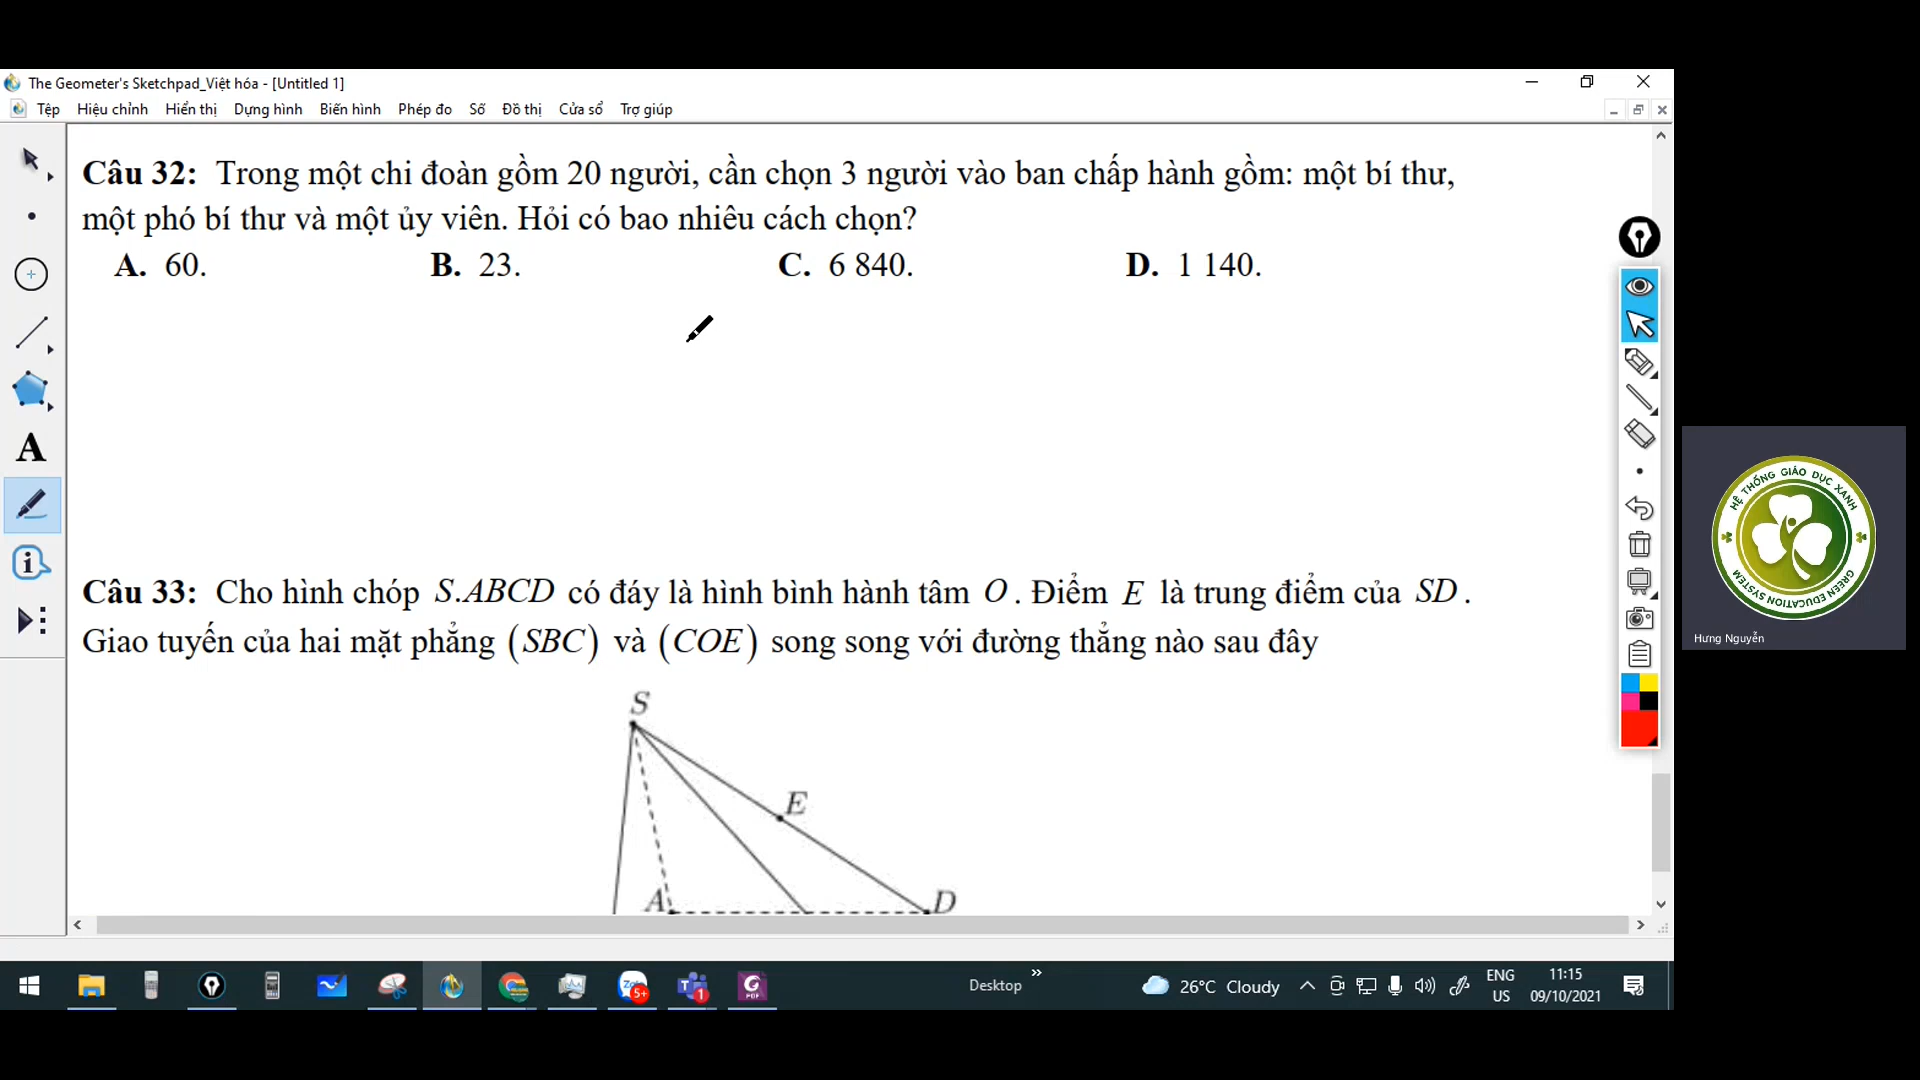 The Geometer's Sketchpad_Việt hóa - [Untitled 1]
Tệp Hiệu chỉnh Hiển thị Dựng hình Biến hình Phép đo Số Đồ thị Cửa sổ Trợ giúp
Câu 32: Trong một chi đoàn gồm 20 người, cần chọn 3 người vào ban chấp hành gồm: một bí thư,
một phó bí thư và một ủy viên. Hỏi có bao nhiêu cách chọn?
A. 60. B. 23. C. 6 840. D. 1 140.
A
HỆ THỐNG GIÁO DỤC XANH
GREEN EDUCATION SYSTEM
Hưng Nguyễn
Câu 33: Cho hình chóp S.ABCD có đáy là hình bình hành tâm O. Điểm E là trung điểm của SD.
Giao tuyến của hai mặt phẳng (SBC) và (COE) song song với đường thẳng nào sau đây
S
E
A D
Zalo 5+ T 1 G PDF
Desktop » 26°C Cloudy ENG US 11:15 09/10/2021